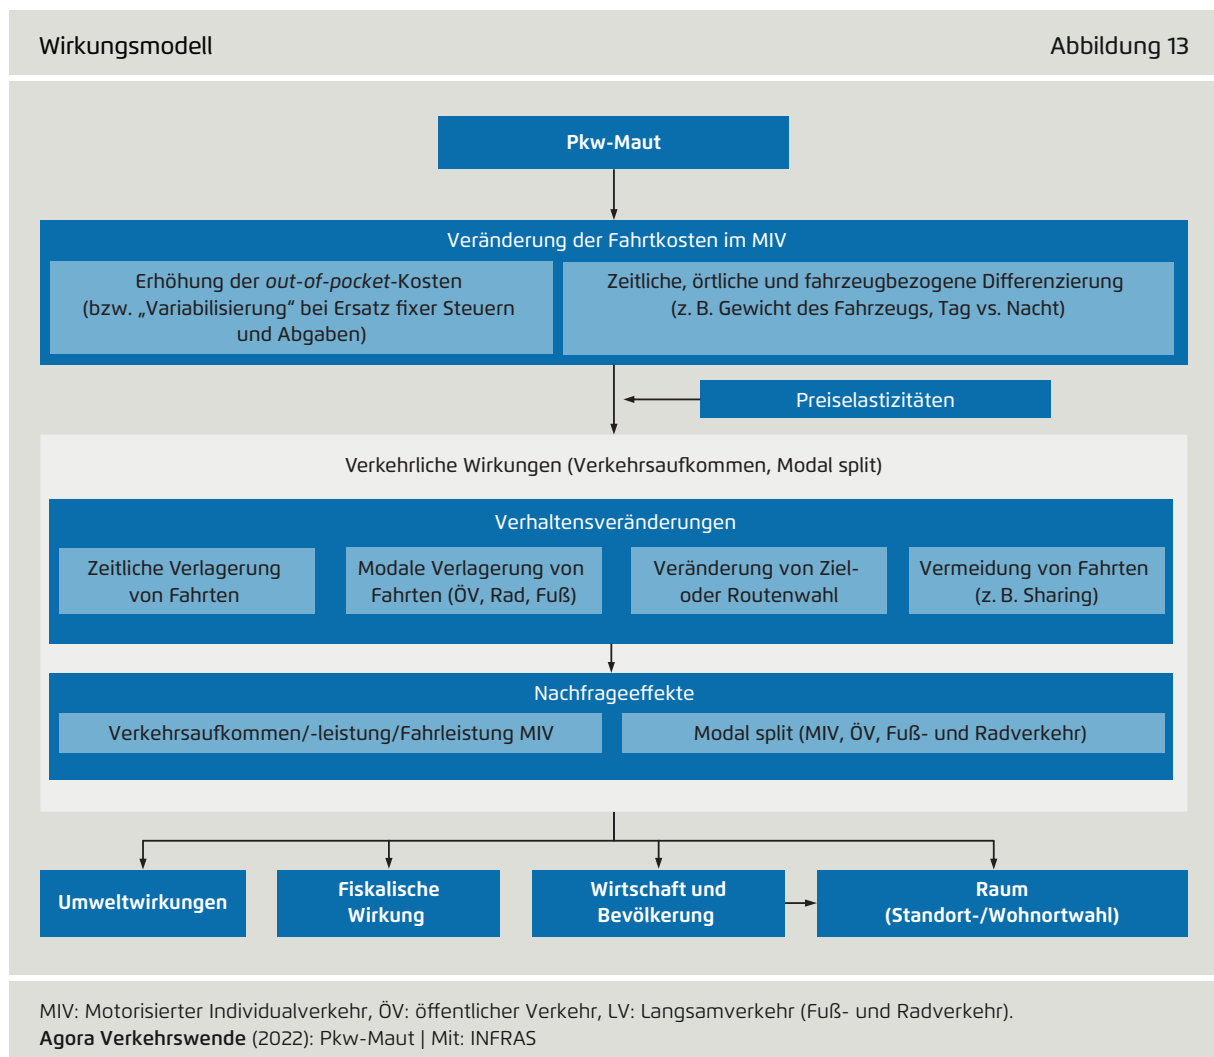 Wirkungsmodell
Abbildung 13
Pkw-Maut
Veränderung der Fahrtkosten im MIV
Erhöhung der out-of-pocket-Kosten
(bzw. „Variabilisierung“ bei Ersatz fixer Steuern
und Abgaben)
Zeitliche, örtliche und fahrzeugbezogene Differenzierung
(z. B. Gewicht des Fahrzeugs, Tag vs. Nacht)
Preiselastizitäten
Verkehrliche Wirkungen (Verkehrsaufkommen, Modal split)
Verhaltensveränderungen
Zeitliche Verlagerung
von Fahrten
Modale Verlagerung von
Fahrten (ÖV, Rad, Fuß)
Veränderung von Ziel-
oder Routenwahl
Vermeidung von Fahrten
(z. B. Sharing)
Nachfrageeffekte
Verkehrsaufkommen/-leistung/Fahrleistung MIV
Modal split (MIV, ÖV, Fuß- und Radverkehr)
Umweltwirkungen
Fiskalische
Wirkung
Wirtschaft und
Bevölkerung
Raum
(Standort-/Wohnortwahl)
MIV: Motorisierter Individualverkehr, ÖV: öffentlicher Verkehr, LV: Langsamverkehr (Fuß- und Radverkehr).
Agora Verkehrswende (2022): Pkw-Maut | Mit: INFRAS